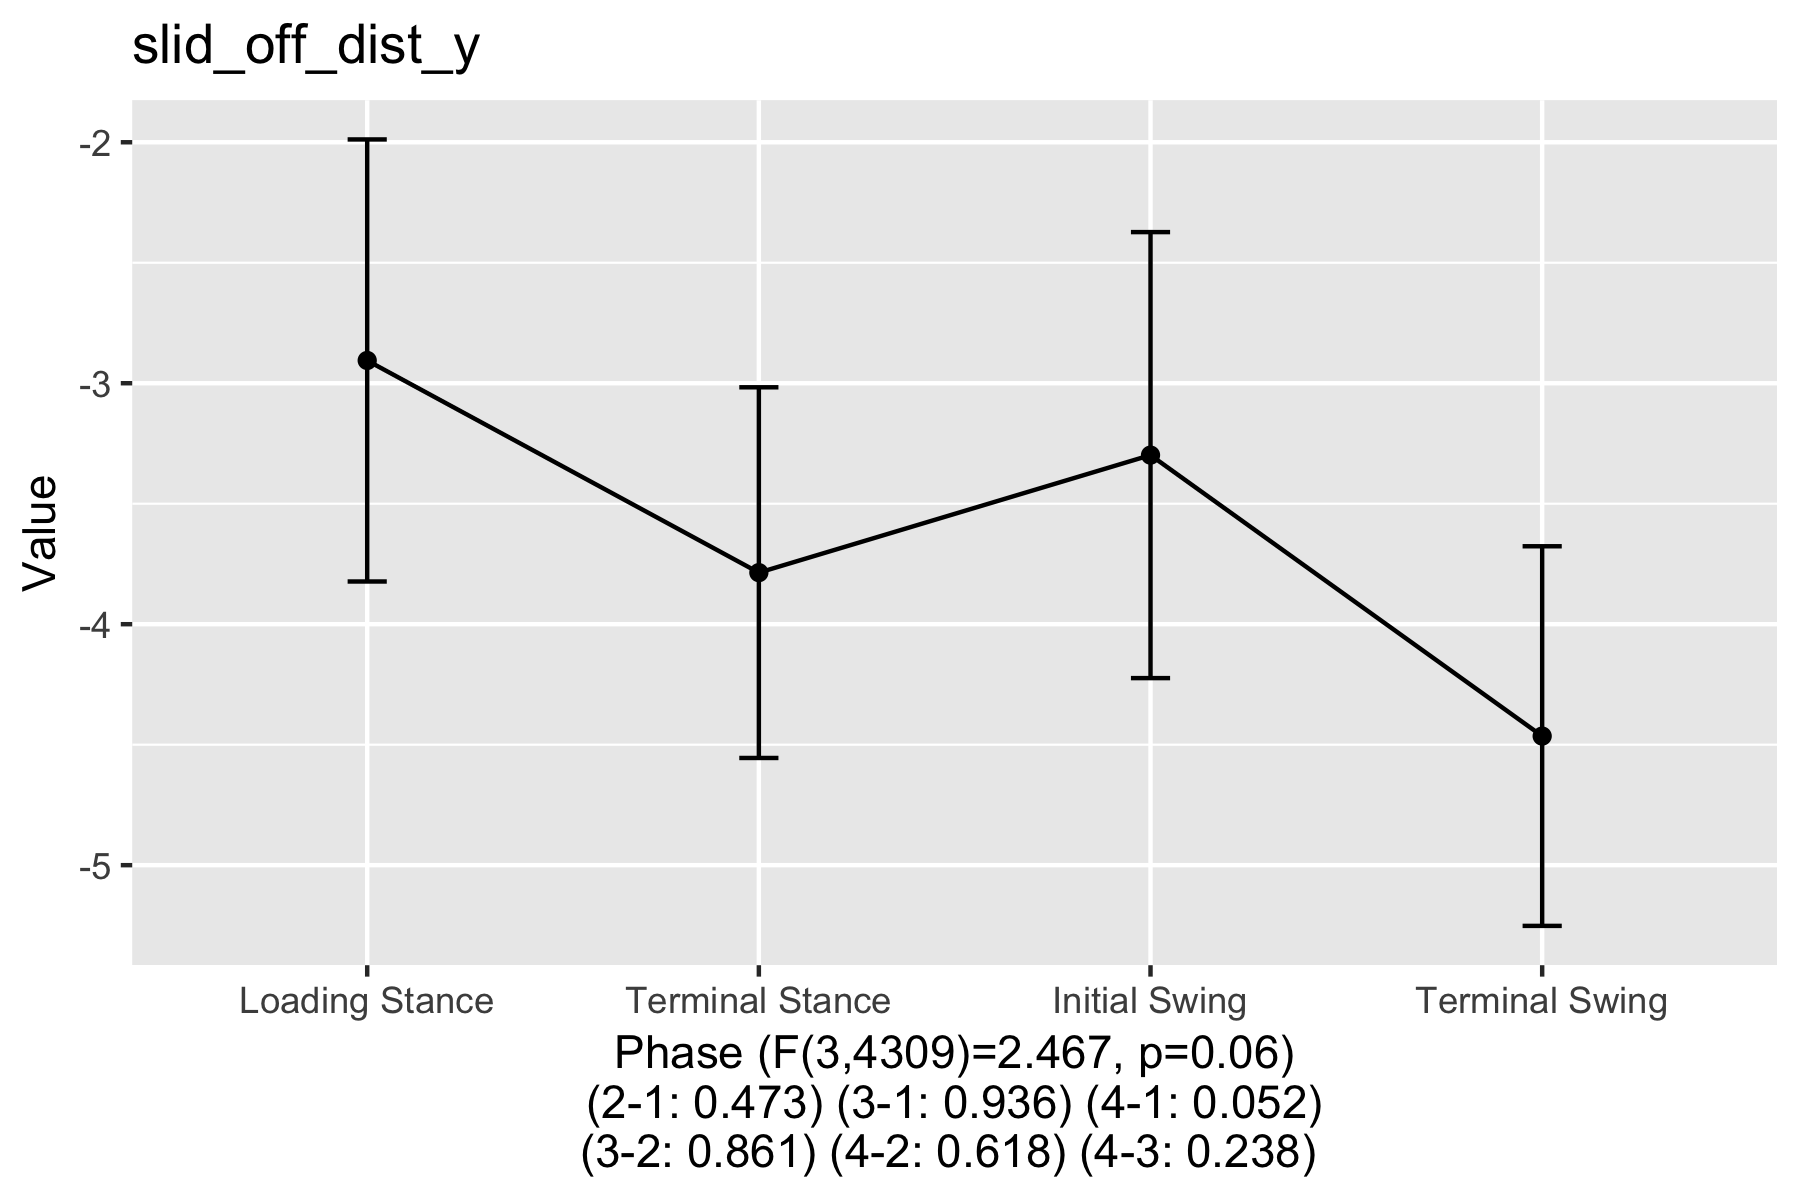 slid_off_dist_y
Value
-2
-3
-4
-5
Loading Stance Terminal Stance Initial Swing Terminal Swing
Phase (F(3,4309)=2.467, p=0.06)
(2-1: 0.473) (3-1: 0.936) (4-1: 0.052)
(3-2: 0.861) (4-2: 0.618) (4-3: 0.238)